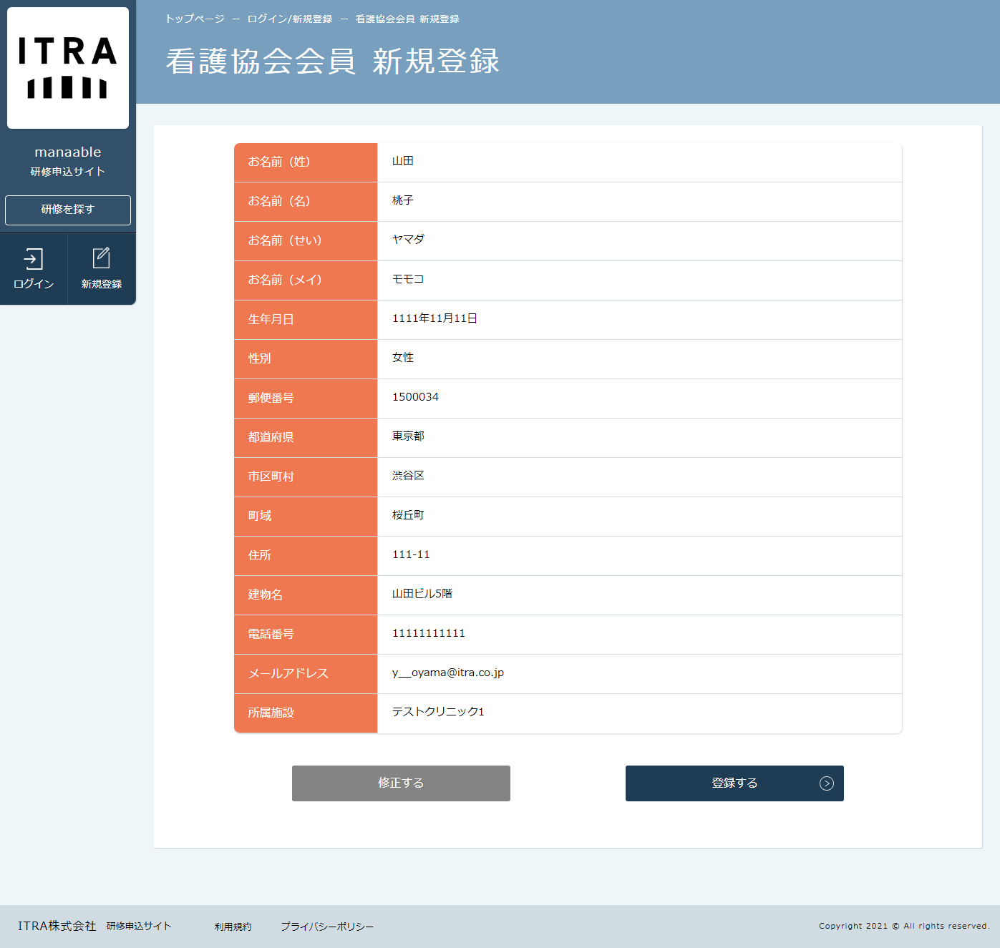 ITRA
manaable
研修申込サイト
研修を探す
ログイン
新規登録
トップページ － ログイン/新規登録 － 看護協会会員 新規登録
看護協会会員 新規登録
お名前（姓） 山田
お名前（名） 桃子
お名前（せい） ヤマダ
お名前（メイ） モモコ
生年月日 1111年11月11日
性別 女性
郵便番号 1500034
都道府県 東京都
市区町村 渋谷区
町域 桜丘町
住所 111-11
建物名 山田ビル5階
電話番号 11111111111
メールアドレス y__oyama@itra.co.jp
所属施設 テストクリニック1
修正する
登録する
ITRA株式会社 研修申込サイト 利用規約 プライバシーポリシー Copyright 2021 © All rights reserved.